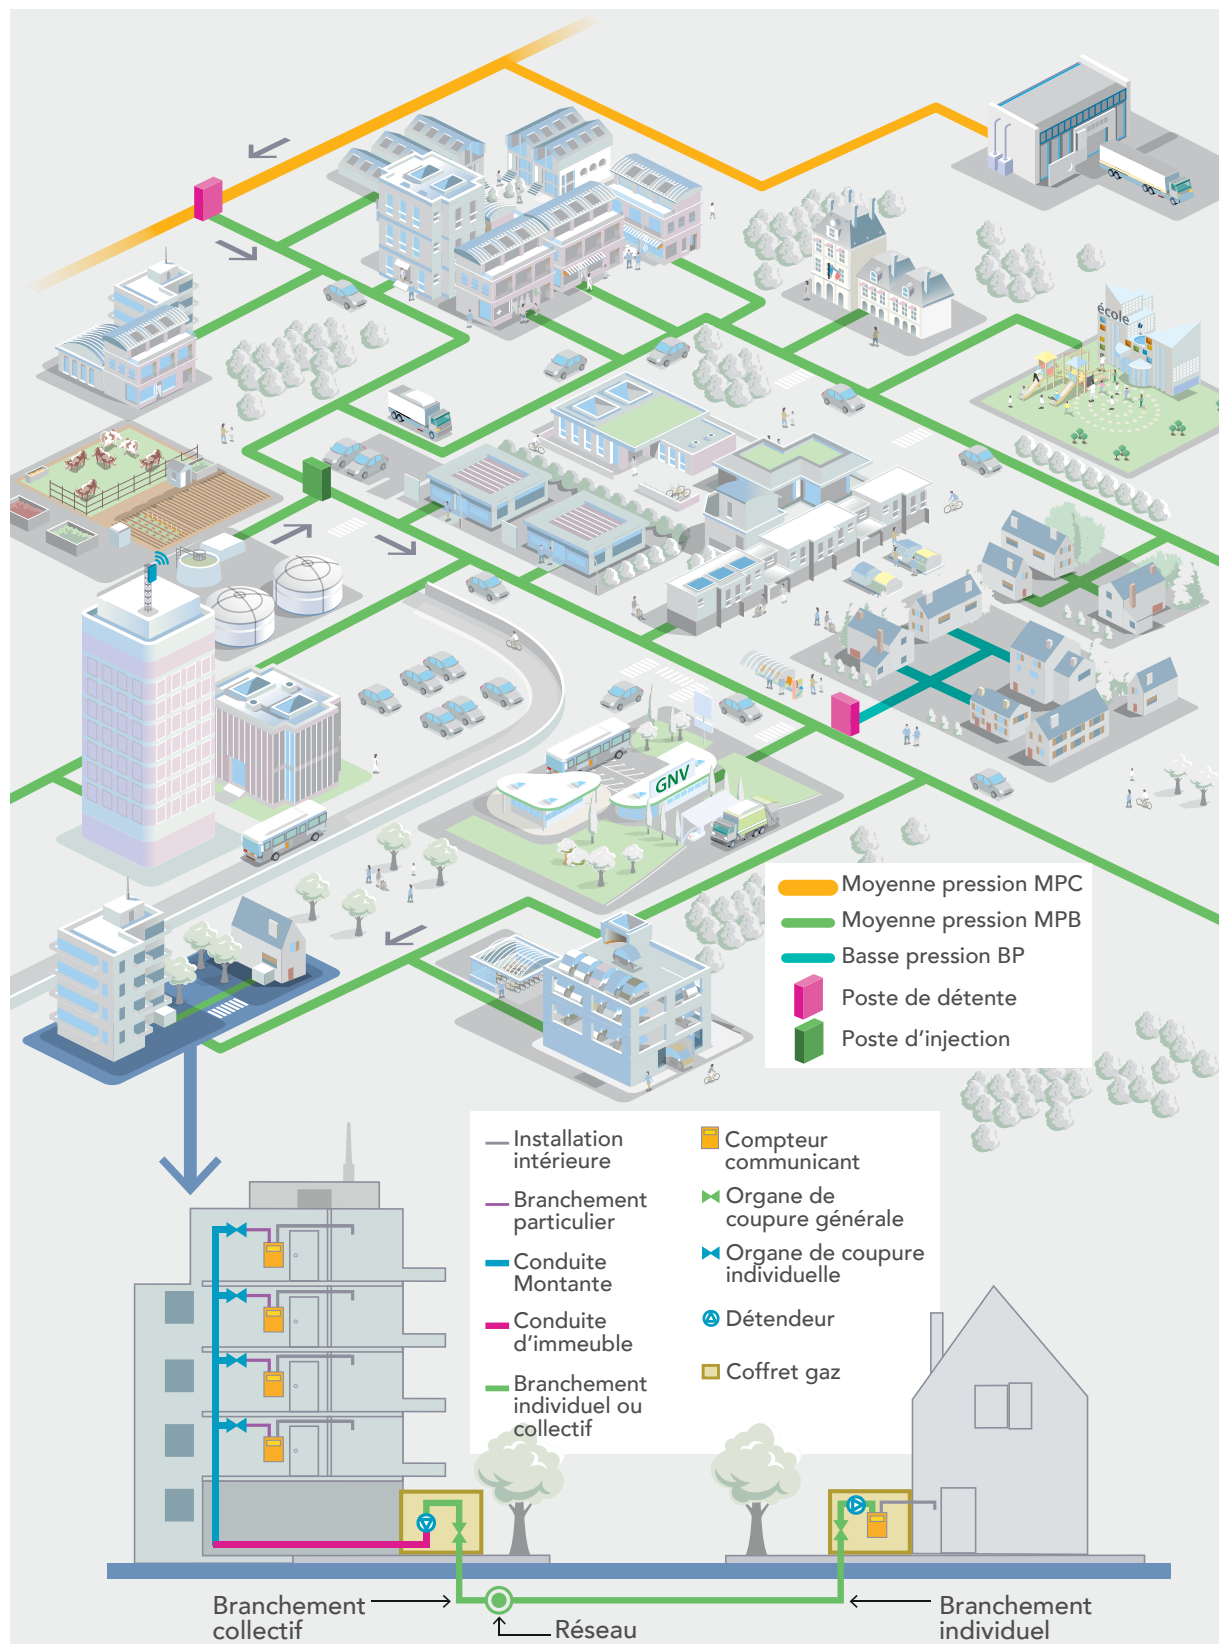 école
GNV
Moyenne pression MPC
Moyenne pression MPB
Basse pression BP
Poste de détente
Poste d'injection
Installation
intérieure
Branchement
particulier
Conduite
Montante
Conduite
d'immeuble
Branchement
individuel ou
collectif
Compteur
communicant
Organe de
coupure générale
Organe de coupure
individuelle
Détendeur
Coffret gaz
Branchement
collectif
Réseau
Branchement
individuel